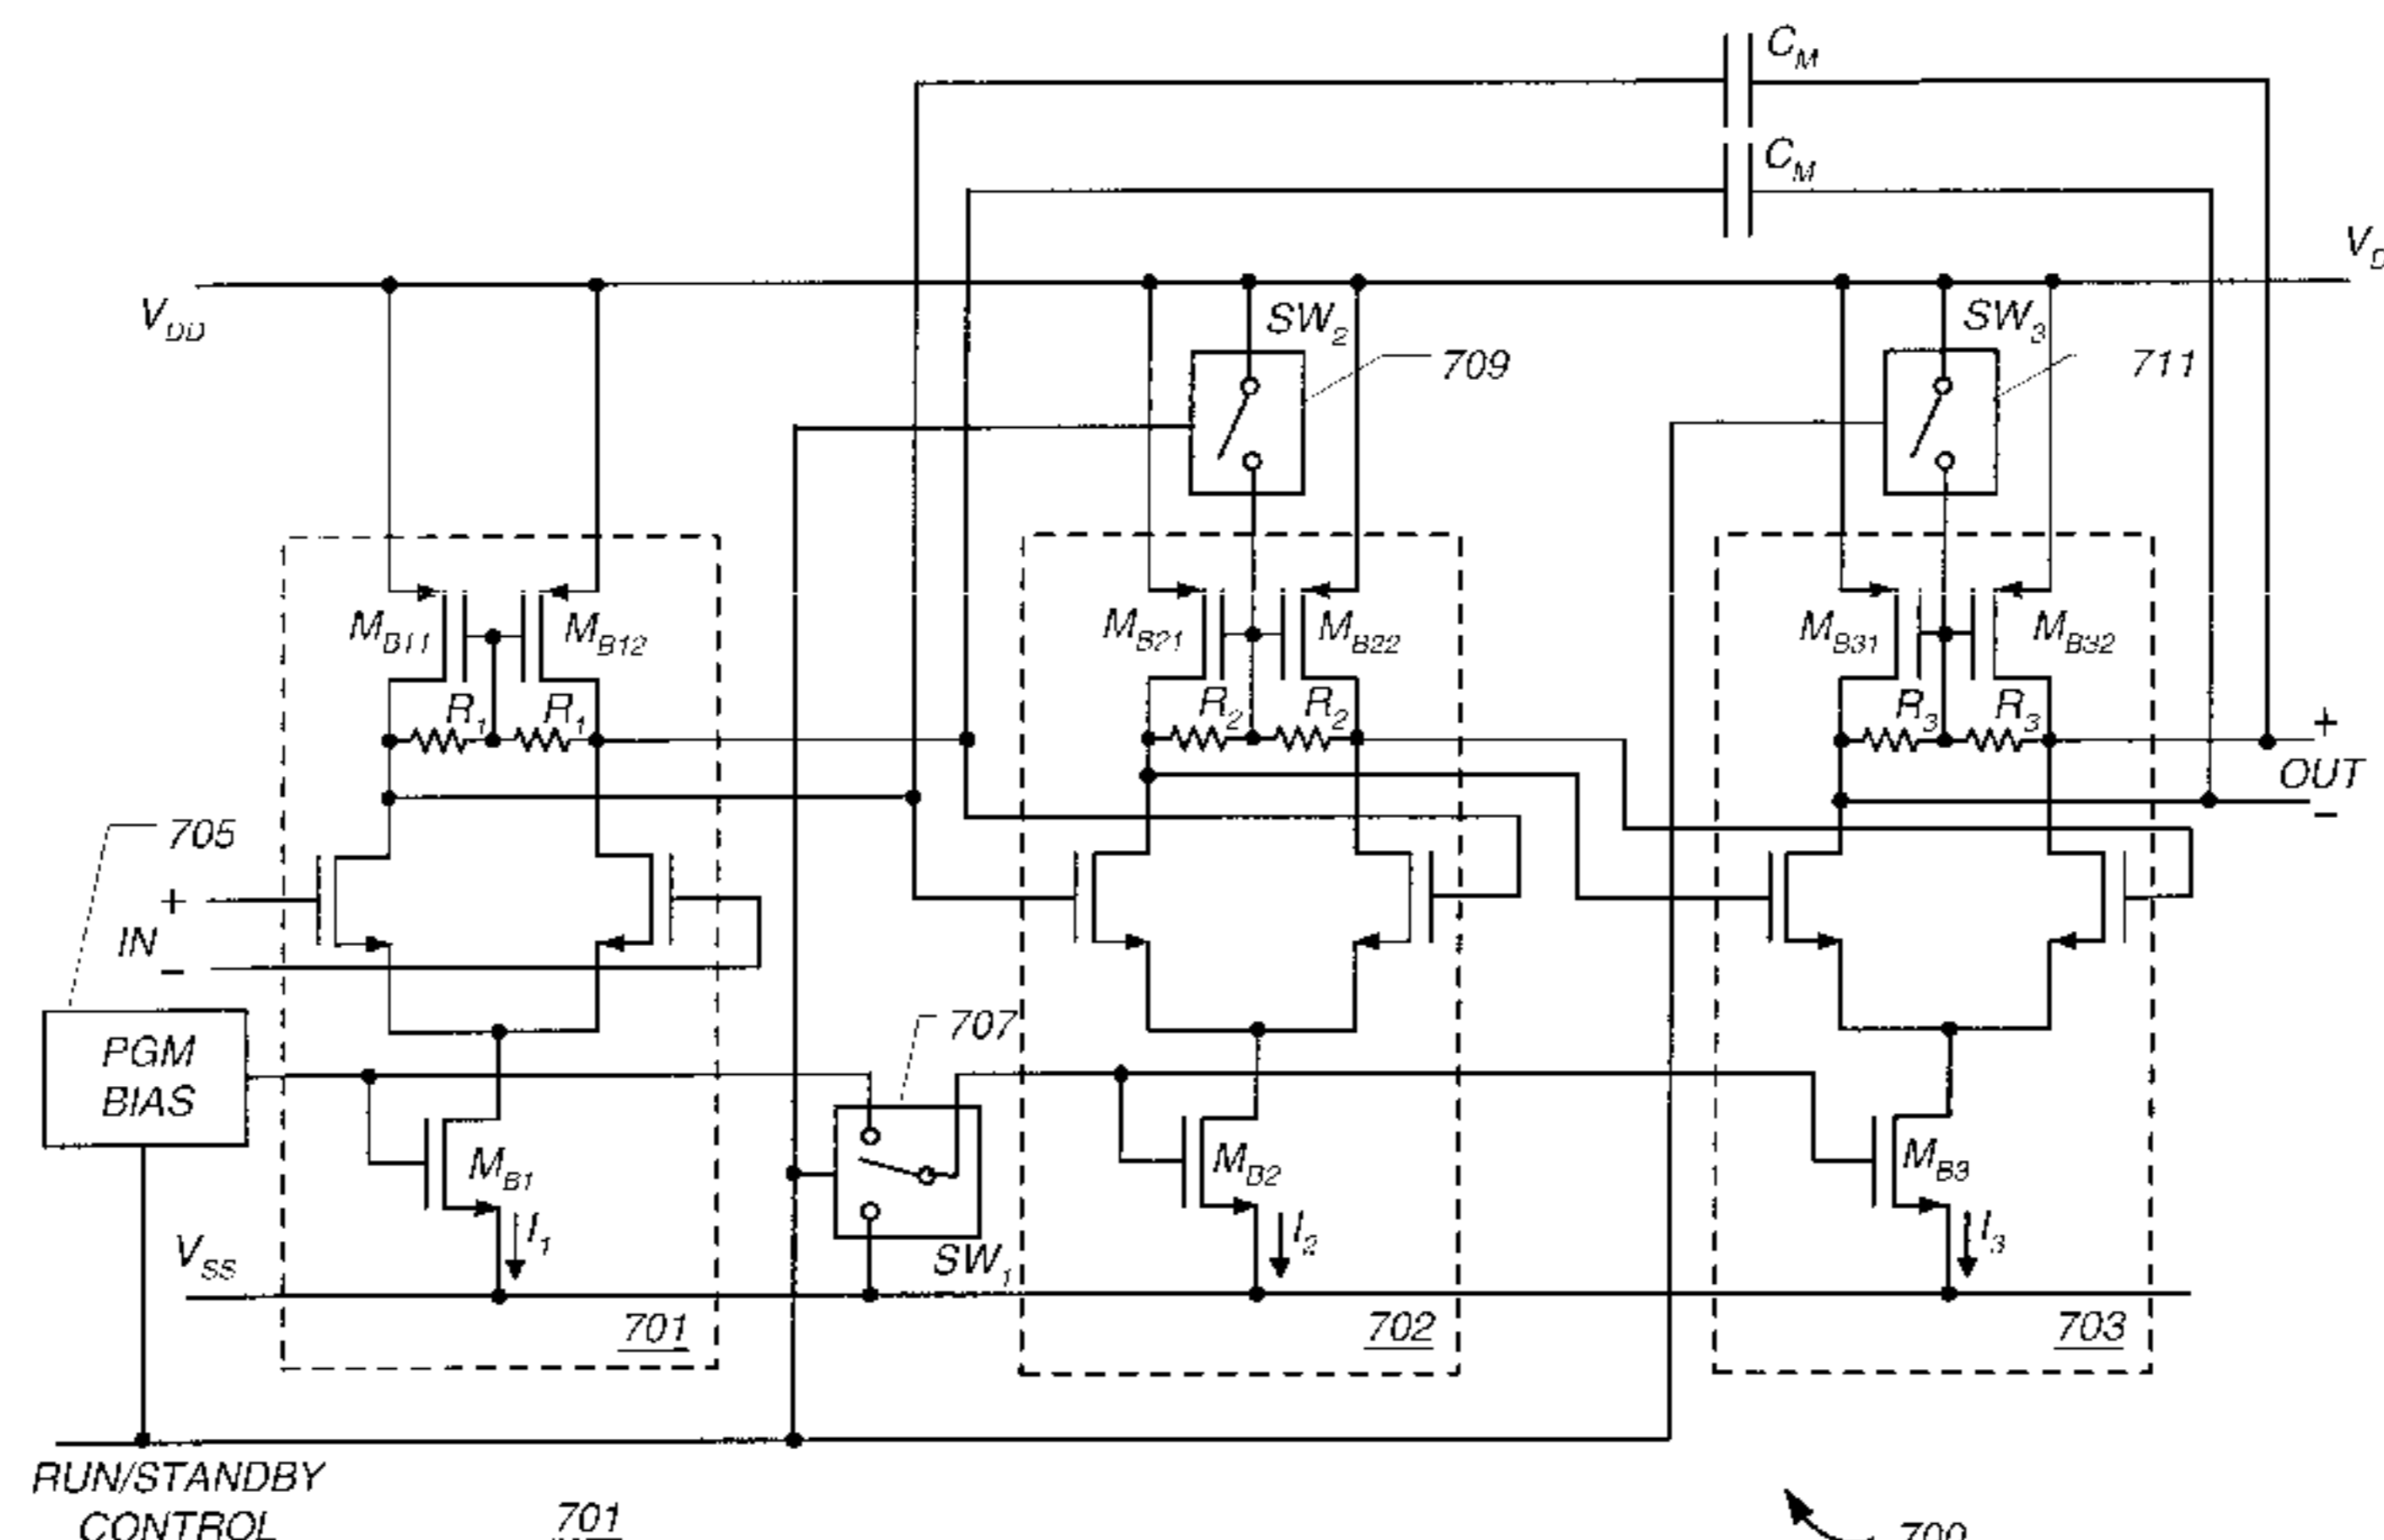 C_M
C_M
V_DD
V_D
SW_2
709
SW_3
711
M_B11
M_B12
M_B21
M_B22
M_B31
M_B32
R_1
R_1
R_2
R_2
R_3
R_3
+
OUT
−
705
+
IN
−
707
PGM
BIAS
M_B1
M_B2
M_B3
I_1
I_2
I_3
V_SS
SW_1
701
702
703
RUN/STANDBY
CONTROL
701
700